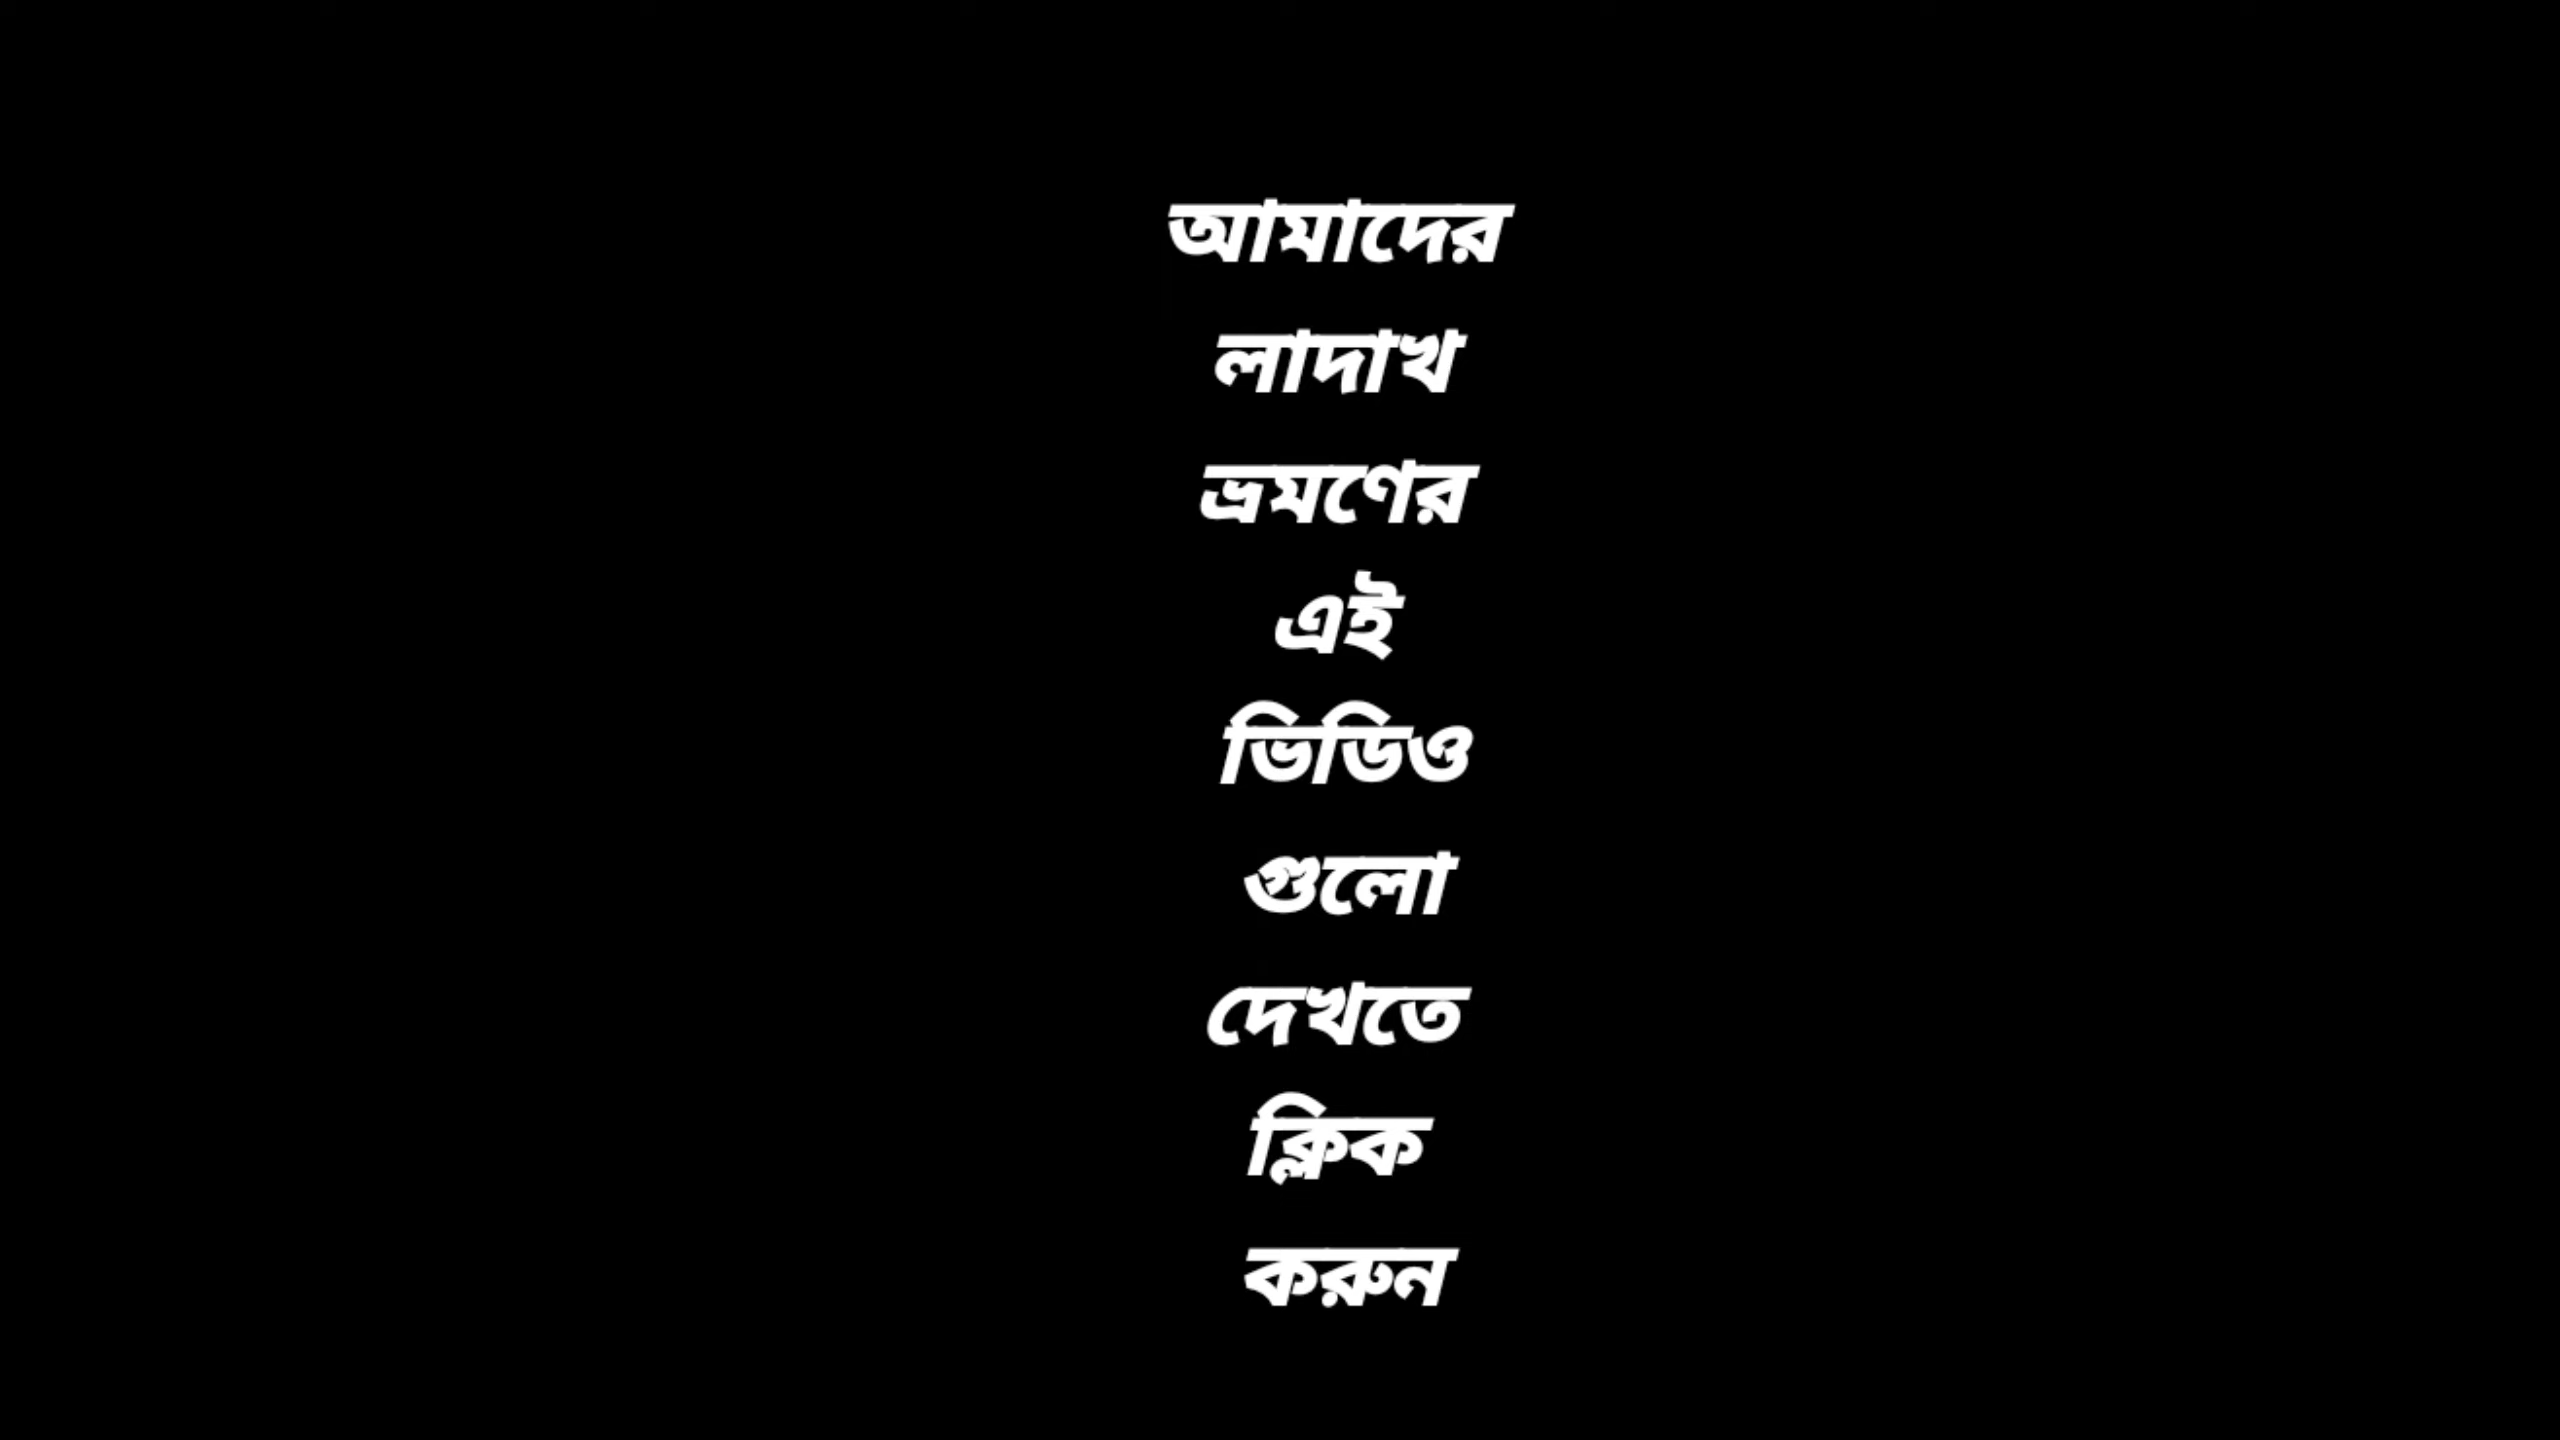 আমাদের
লাদাখ
ভ্রমণের
এই
ভিডিও
গুলো
দেখতে
ক্লিক
করুন